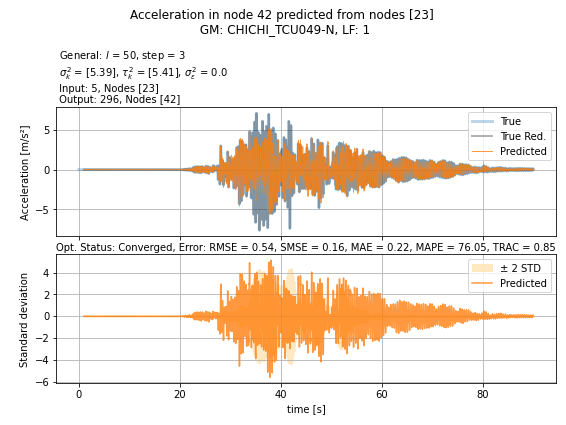 Acceleration in node 42 predicted from nodes [23]
GM: CHICHI_TCU049-N, LF: 1
General: l = 50, step = 3
σ²ₖ = [5.39], τ²ₖ = [5.41], σ²ε = 0.0
Input: 5, Nodes [23]
Output: 296, Nodes [42]
True
True Red.
Predicted
5
0
−5
Acceleration [m/s²]
Opt. Status: Converged, Error: RMSE = 0.54, SMSE = 0.16, MAE = 0.22, MAPE = 76.05, TRAC = 0.85
± 2 STD
Predicted
4
2
0
−2
−4
−6
Standard deviation
0 20 40 60 80
time [s]